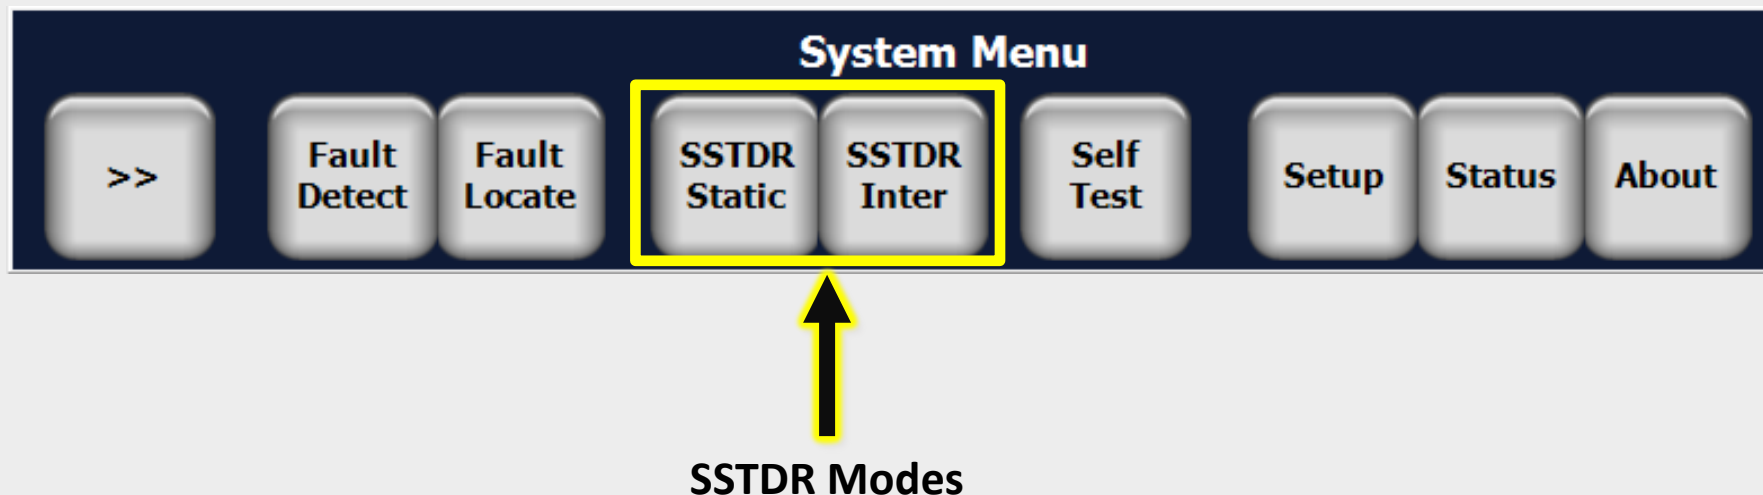 System Menu
>>
Fault
Detect
Fault
Locate
SSTDR
Static
SSTDR
Inter
Self
Test
Setup
Status
About
SSTDR Modes